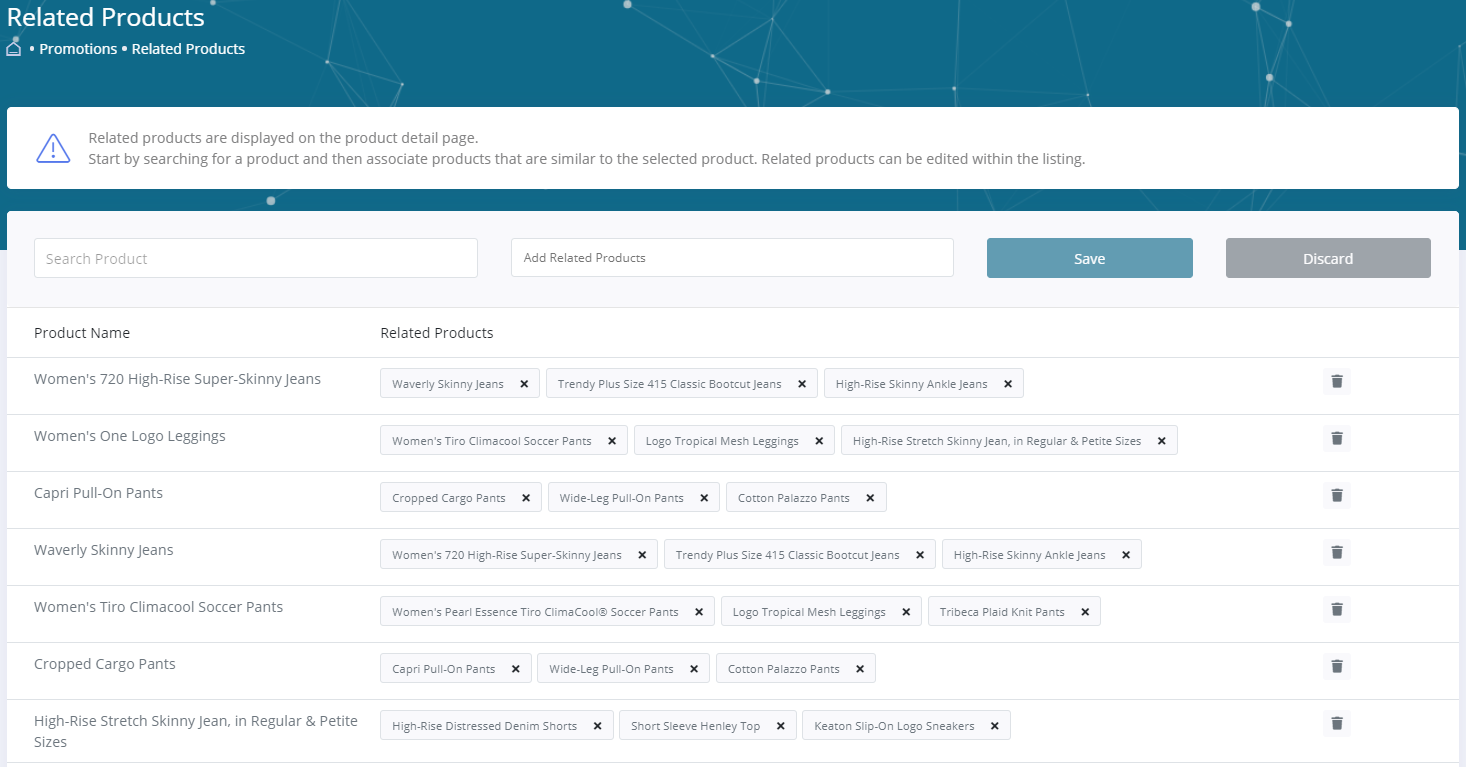 Related Products
• Promotions • Related Products
Related products are displayed on the product detail page.
Start by searching for a product and then associate products that are similar to the selected product. Related products can be edited within the listing.
Search Product Add Related Products Save Discard
Product Name Related Products
Women's 720 High-Rise Super-Skinny Jeans Waverly Skinny Jeans × Trendy Plus Size 415 Classic Bootcut Jeans × High-Rise Skinny Ankle Jeans ×
Women's One Logo Leggings Women's Tiro Climacool Soccer Pants × Logo Tropical Mesh Leggings × High-Rise Stretch Skinny Jean, in Regular & Petite Sizes ×
Capri Pull-On Pants Cropped Cargo Pants × Wide-Leg Pull-On Pants × Cotton Palazzo Pants ×
Waverly Skinny Jeans Women's 720 High-Rise Super-Skinny Jeans × Trendy Plus Size 415 Classic Bootcut Jeans × High-Rise Skinny Ankle Jeans ×
Women's Tiro Climacool Soccer Pants Women's Pearl Essence Tiro ClimaCool® Soccer Pants × Logo Tropical Mesh Leggings × Tribeca Plaid Knit Pants ×
Cropped Cargo Pants Capri Pull-On Pants × Wide-Leg Pull-On Pants × Cotton Palazzo Pants ×
High-Rise Stretch Skinny Jean, in Regular & Petite High-Rise Distressed Denim Shorts × Short Sleeve Henley Top × Keaton Slip-On Logo Sneakers ×
Sizes